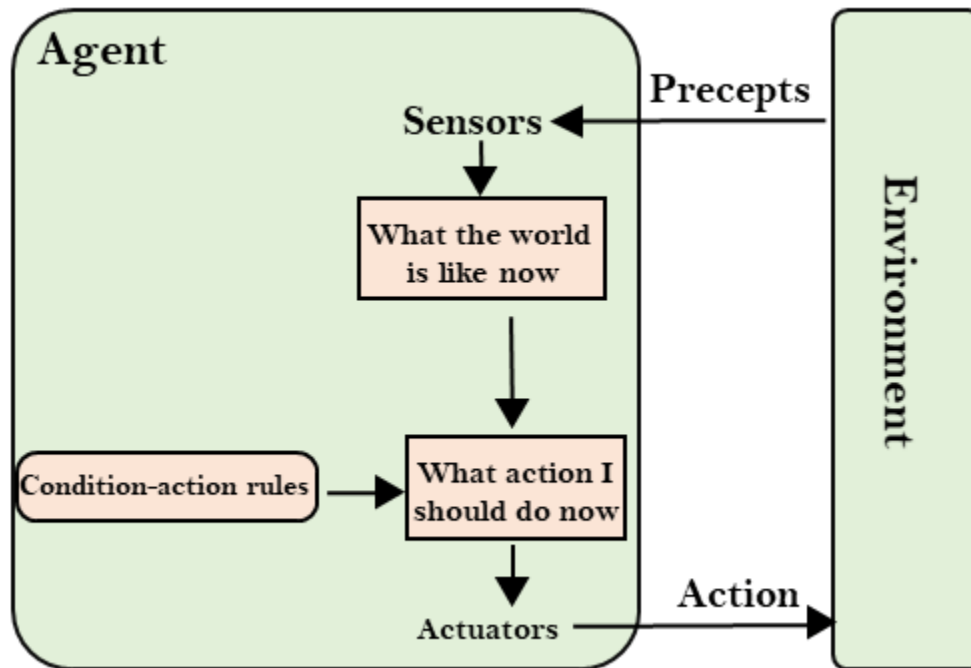 Agent
Precepts
Sensors
What the world
is like now
Environment
Condition-action rules
What action I
should do now
Action
Actuators